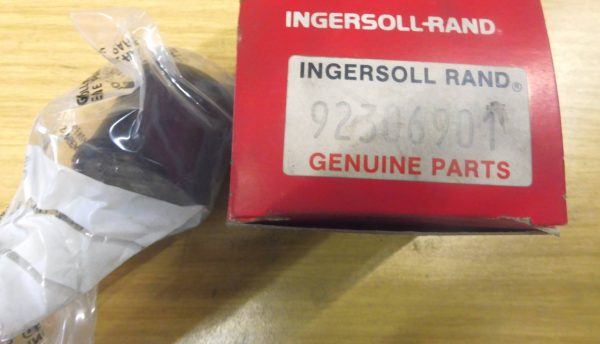 INGERSOLL-RAND
INGERSOLL RAND®
92306901
GENUINE PARTS